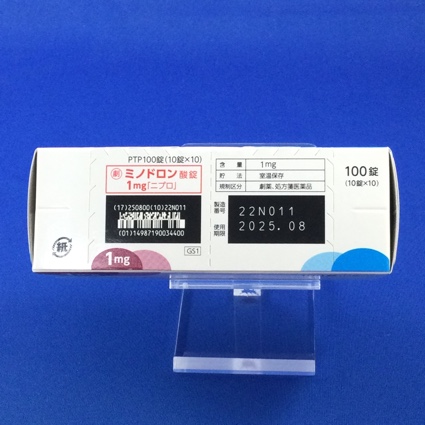 PTP100錠(10錠×10)
劇 ミノドロン酸錠
1mg「ニプロ」
(17)250800(10)22N011
(01)14987190034400
GS1
1mg
紙
含量 1mg
貯法 室温保存
規制区分 劇薬、処方箋医薬品
製造番号 22N011
使用期限 2025.08
100錠
(10錠×10)